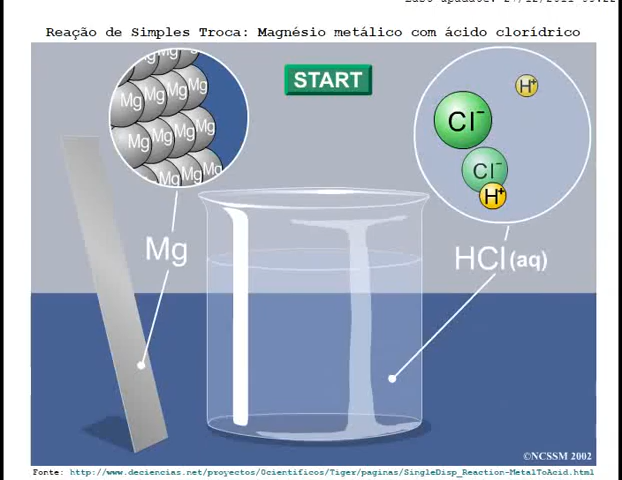 Reação de Simples Troca: Magnésio metálico com ácido clorídrico
START
Mg Mg
Mg Mg Mg Mg
Mg Mg Mg Mg
Mg Mg Mg
H+
Cl⁻
Cl⁻
H+
Mg
HCl(aq)
©NCSSM 2002
Fonte: http://www.deciencias.net/proyectos/0cientificos/Tiger/paginas/SingleDisp_Reaction-MetalToAcid.html